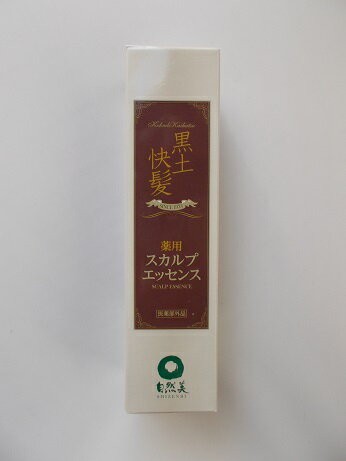 Kokudo Kaihatsu
黒土
快髪
薬用
スカルプ
エッセンス
SCALP ESSENCE
医薬部外品
自然美
SHIZENBI